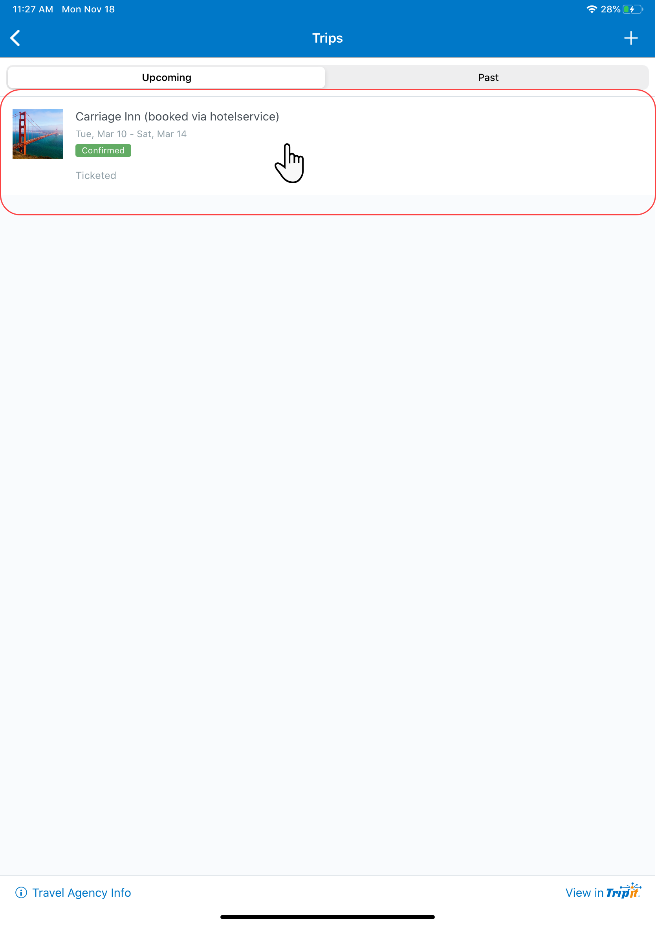 11:27 AM Mon Nov 18 28%
Trips
Upcoming Past
Carriage Inn (booked via hotelservice)
Tue, Mar 10 - Sat, Mar 14
Confirmed
Ticketed
Travel Agency Info View in TripIt